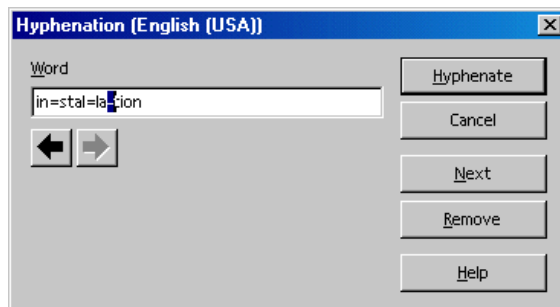 Hyphenation (English (USA))
Word
in=stal=la-tion
Hyphenate
Cancel
Next
Remove
Help